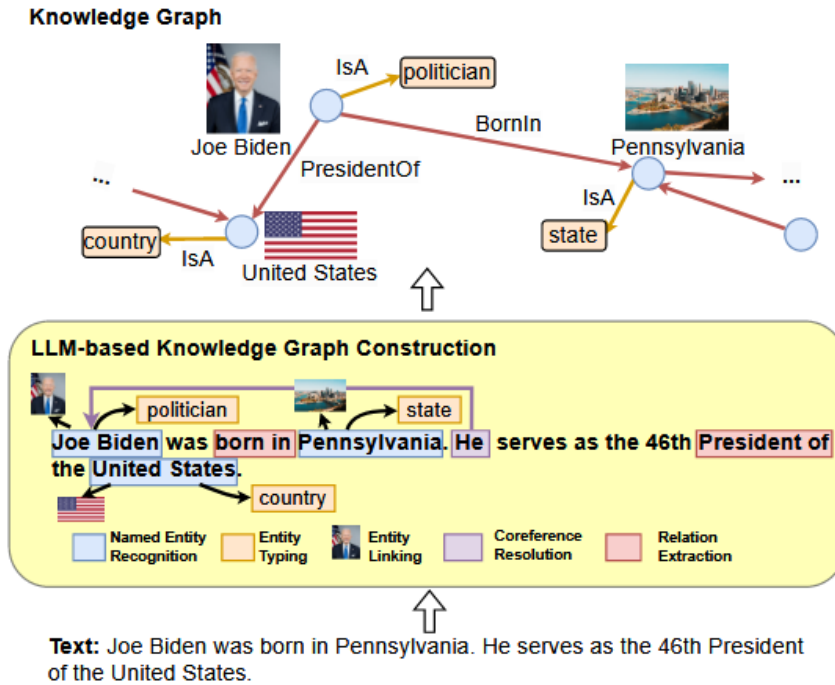 Knowledge Graph
IsA
politician
Joe Biden
BornIn
Pennsylvania
PresidentOf
...
...
IsA
country
IsA
state
United States
LLM-based Knowledge Graph Construction
politician
state
Joe Biden was born in Pennsylvania. He serves as the 46th President of
the United States.
country
Named Entity
Recognition
Entity
Typing
Entity
Linking
Coreference
Resolution
Relation
Extraction
Text: Joe Biden was born in Pennsylvania. He serves as the 46th President
of the United States.